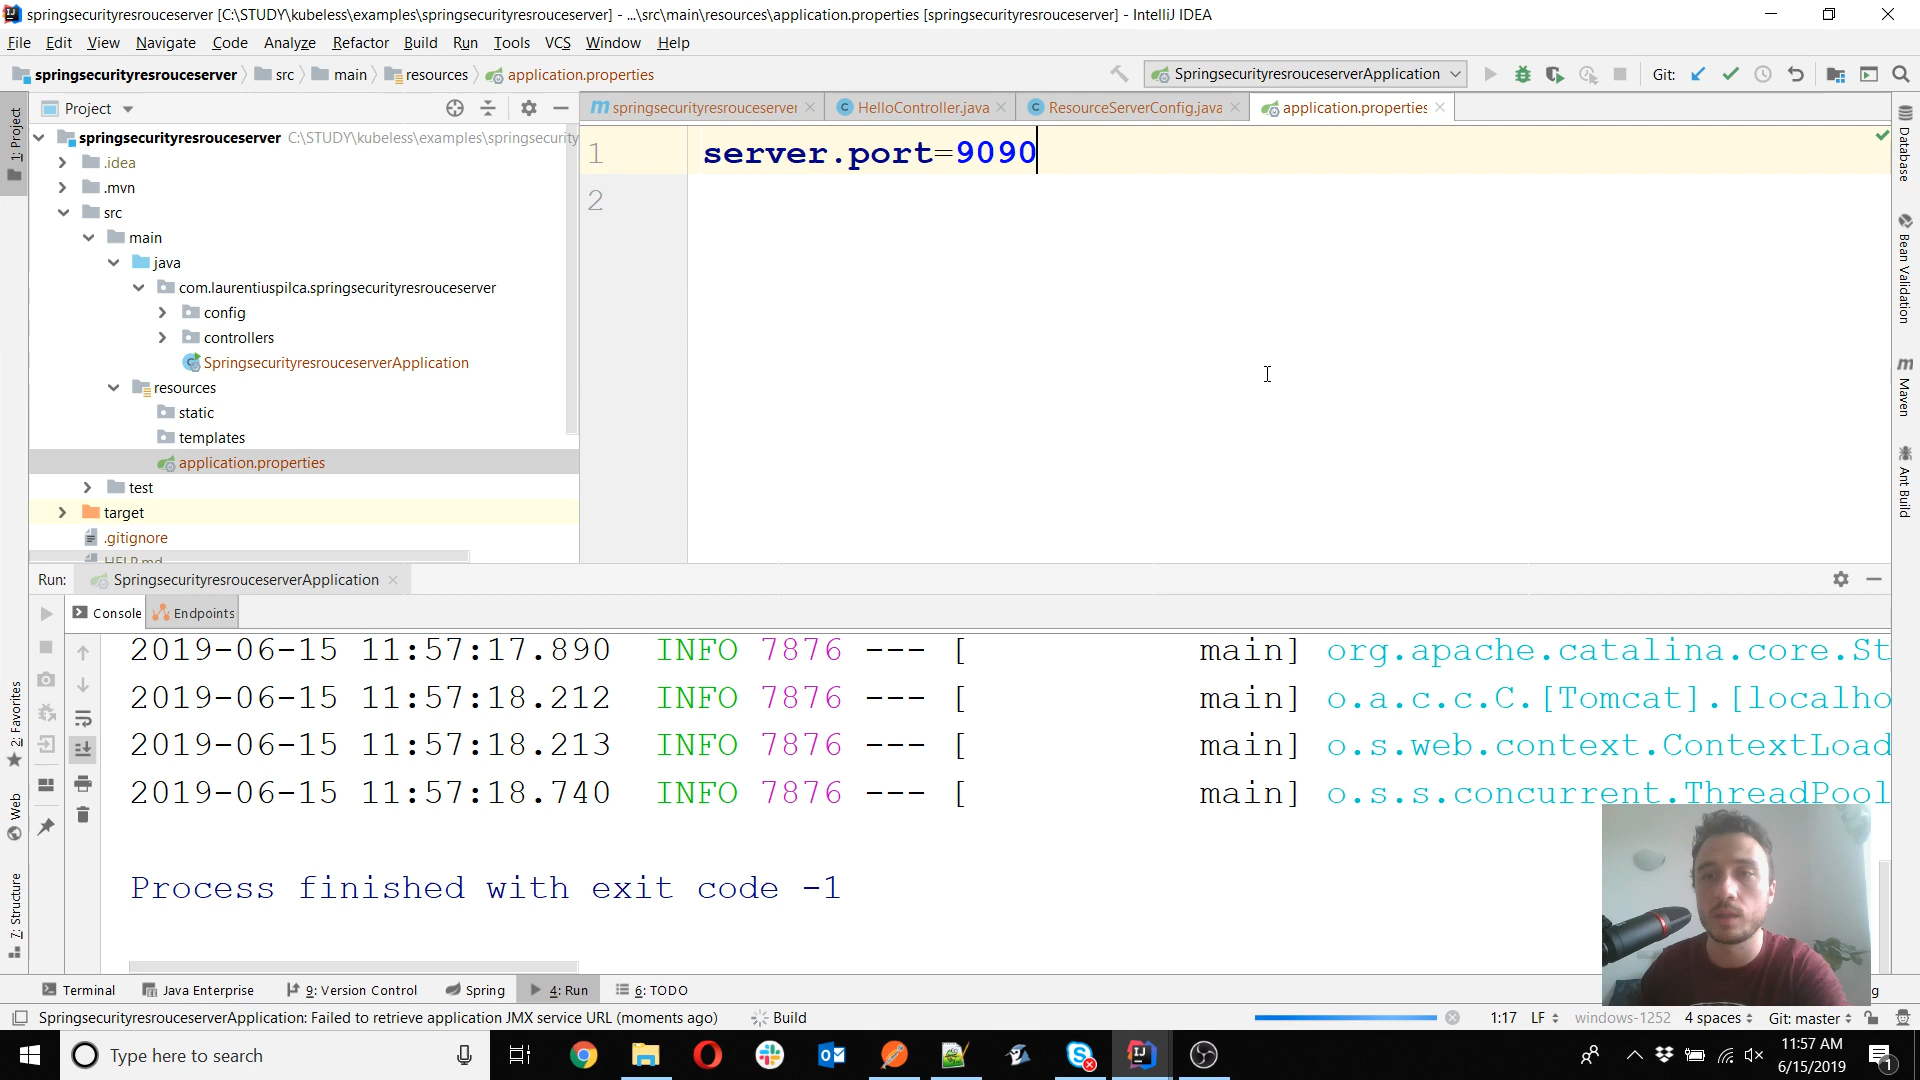 springsecurityresrouceserver [C:\STUDY\kubeless\examples\springsecurityresrouceserver] - ...\src\main\resources\application.properties [springsecurityresrouceserver] - IntelliJ IDEA
File Edit View Navigate Code Analyze Refactor Build Run Tools VCS Window Help
springsecurityresrouceserver src main resources application.properties
SpringsecurityresrouceserverApplication Git:
Project
springsecurityresrouceserver HelloController.java ResourceServerConfig.java application.properties
1: Project
springsecurityresrouceserver C:\STUDY\kubeless\examples\springsecurity
.idea
.mvn
src
main
java
com.laurentiuspilca.springsecurityresrouceserver
config
controllers
SpringsecurityresrouceserverApplication
resources
static
templates
application.properties
test
target
.gitignore
HELP.md
1 server.port=9090
2
Database
Bean Validation
Maven
Ant Build
Run: SpringsecurityresrouceserverApplication
Console Endpoints
2019-06-15 11:57:17.890 INFO 7876 --- [ main] org.apache.catalina.core.St
2019-06-15 11:57:18.212 INFO 7876 --- [ main] o.a.c.c.C.[Tomcat].[localho
2019-06-15 11:57:18.213 INFO 7876 --- [ main] o.s.web.context.ContextLoad
2019-06-15 11:57:18.740 INFO 7876 --- [ main] o.s.s.concurrent.ThreadPool
Process finished with exit code -1
2: Favorites
Web
7: Structure
Terminal Java Enterprise 9: Version Control Spring 4: Run 6: TODO
SpringsecurityresrouceserverApplication: Failed to retrieve application JMX service URL (moments ago) Build 1:17 LF windows-1252 4 spaces Git: master
Type here to search
11:57 AM
6/15/2019
1